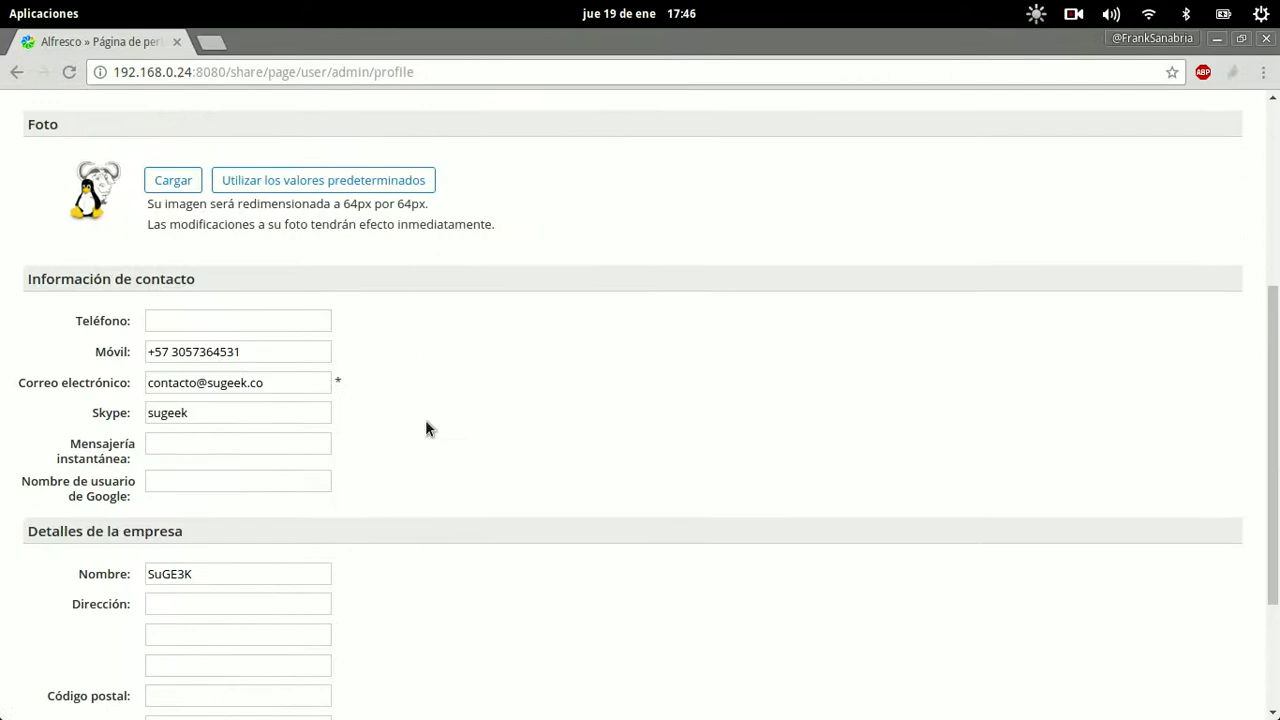 Aplicaciones
jue 19 de ene 17:46
Alfresco » Página de per
@FrankSanabria
192.168.0.24:8080/share/page/user/admin/profile
ABP
Foto
Cargar
Utilizar los valores predeterminados
Su imagen será redimensionada a 64px por 64px.
Las modificaciones a su foto tendrán efecto inmediatamente.
Información de contacto
Teléfono:
Móvil: +57 3057364531
Correo electrónico: contacto@sugeek.co *
Skype: sugeek
Mensajería
instantánea:
Nombre de usuario
de Google:
Detalles de la empresa
Nombre: SuGE3K
Dirección:
Código postal: